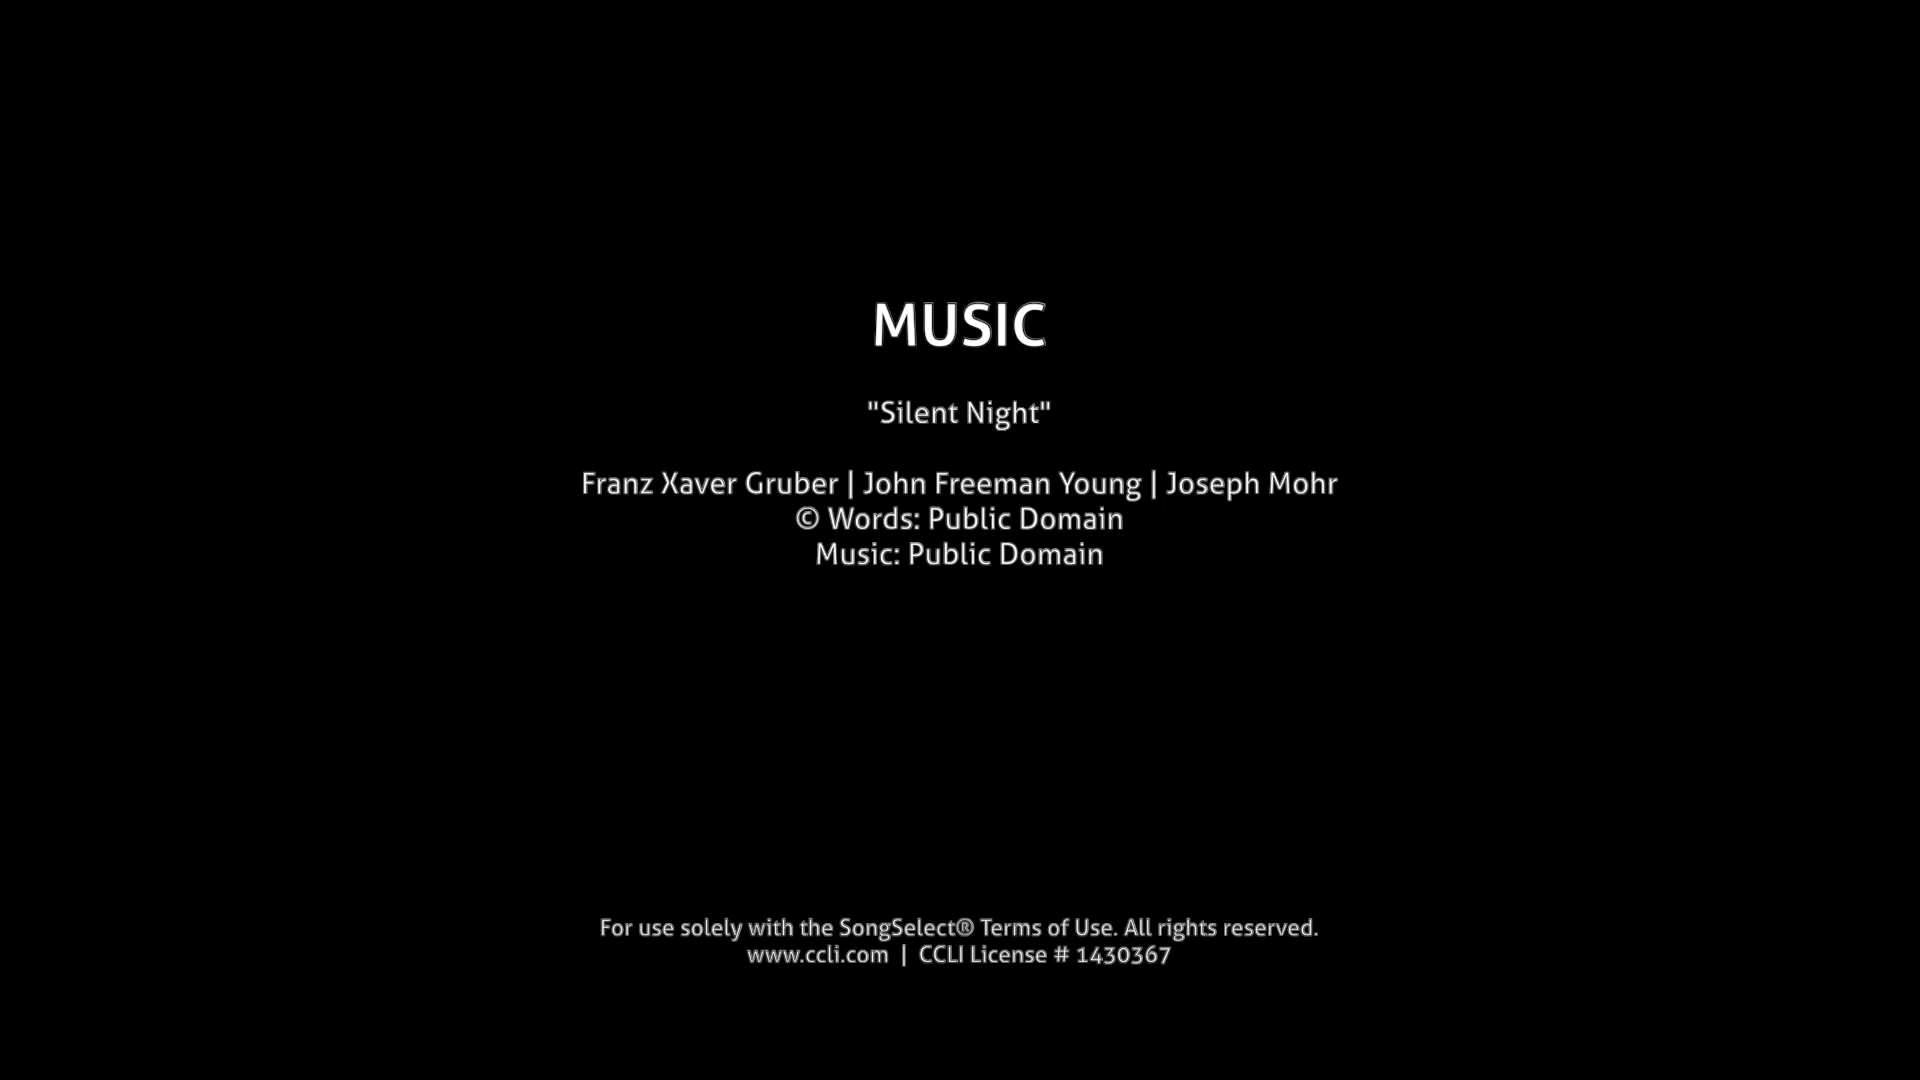 MUSIC
"Silent Night"
Franz Xaver Gruber | John Freeman Young | Joseph Mohr
© Words: Public Domain
Music: Public Domain
For use solely with the SongSelect® Terms of Use. All rights reserved.
www.ccli.com | CCLI License # 1430367